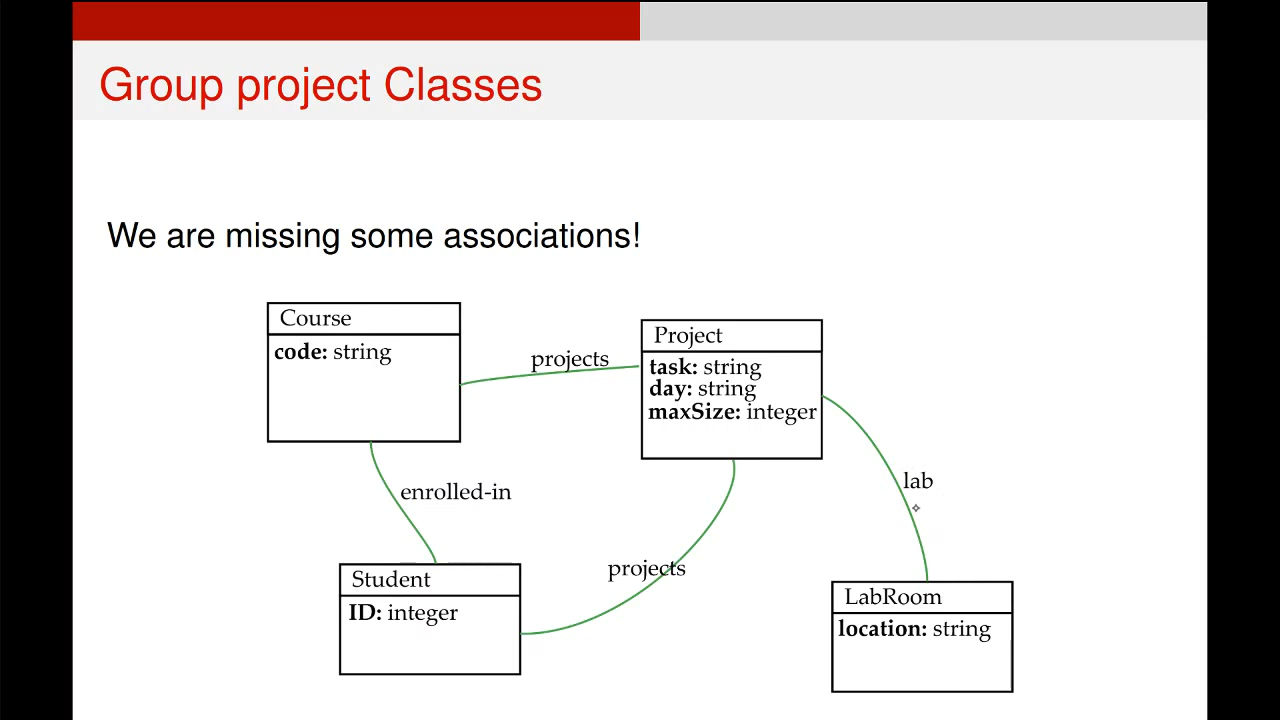 Group project Classes
We are missing some associations!
Course
code: string
projects
Project
task: string
day: string
maxSize: integer
enrolled-in
lab
projects
Student
ID: integer
LabRoom
location: string